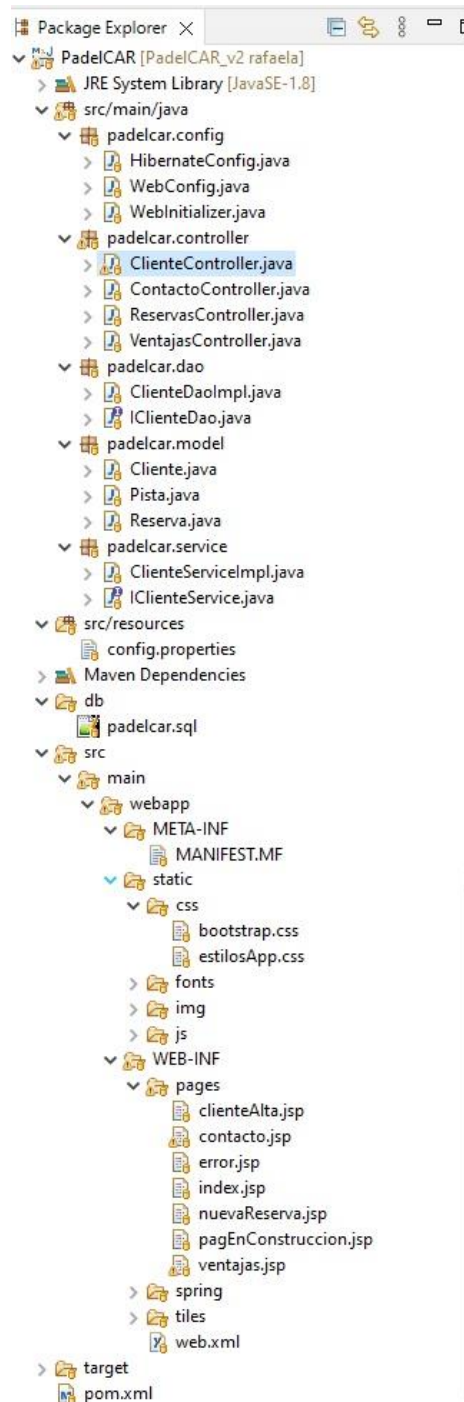 Package Explorer
PadelCAR [PadelCAR_v2 rafaela]
JRE System Library [JavaSE-1.8]
src/main/java
padelcar.config
HibernateConfig.java
WebConfig.java
WebInitializer.java
padelcar.controller
ClienteController.java
ContactoController.java
ReservasController.java
VentajasController.java
padelcar.dao
ClienteDaoImpl.java
IClienteDao.java
padelcar.model
Cliente.java
Pista.java
Reserva.java
padelcar.service
ClienteServiceImpl.java
IClienteService.java
src/resources
config.properties
Maven Dependencies
db
padelcar.sql
src
main
webapp
META-INF
MANIFEST.MF
static
css
bootstrap.css
estilosApp.css
fonts
img
js
WEB-INF
pages
clienteAlta.jsp
contacto.jsp
error.jsp
index.jsp
nuevaReserva.jsp
pagEnConstruccion.jsp
ventajas.jsp
spring
tiles
web.xml
target
pom.xml